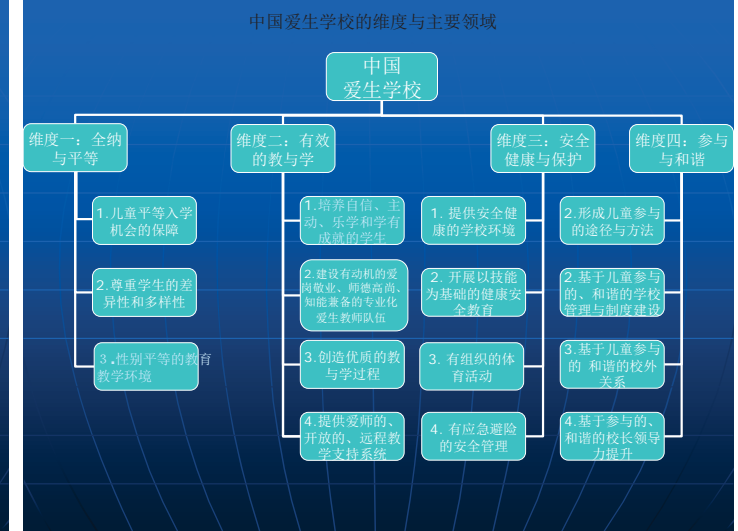 中国爱生学校的维度与主要领域
中国
爱生学校
维度一：全纳
与平等
维度二：有效
的教与学
维度三：安全
健康与保护
维度四：参与
与和谐
1.儿童平等入学
机会的保障
2.尊重学生的差
异性和多样性
3.性别平等的教育
教学环境
1.培养自信、主
动、乐学和学有
成就的学生
2.建设有动机的爱
岗敬业、师德高尚、
知能兼备的专业化
爱生教师队伍
3.创造优质的教
与学过程
4.提供爱师的、
开放的、远程教
学支持系统
1. 提供安全健
康的学校环境
2. 开展以技能
为基础的健康安
全教育
3. 有组织的体
育活动
4. 有应急避险
的安全管理
2.形成儿童参与
的途径与方法
2.基于儿童参与
的、和谐的学校
管理与制度建设
3.基于儿童参与
的 和谐的校外
关系
4.基于参与的、
和谐的校长领导
力提升